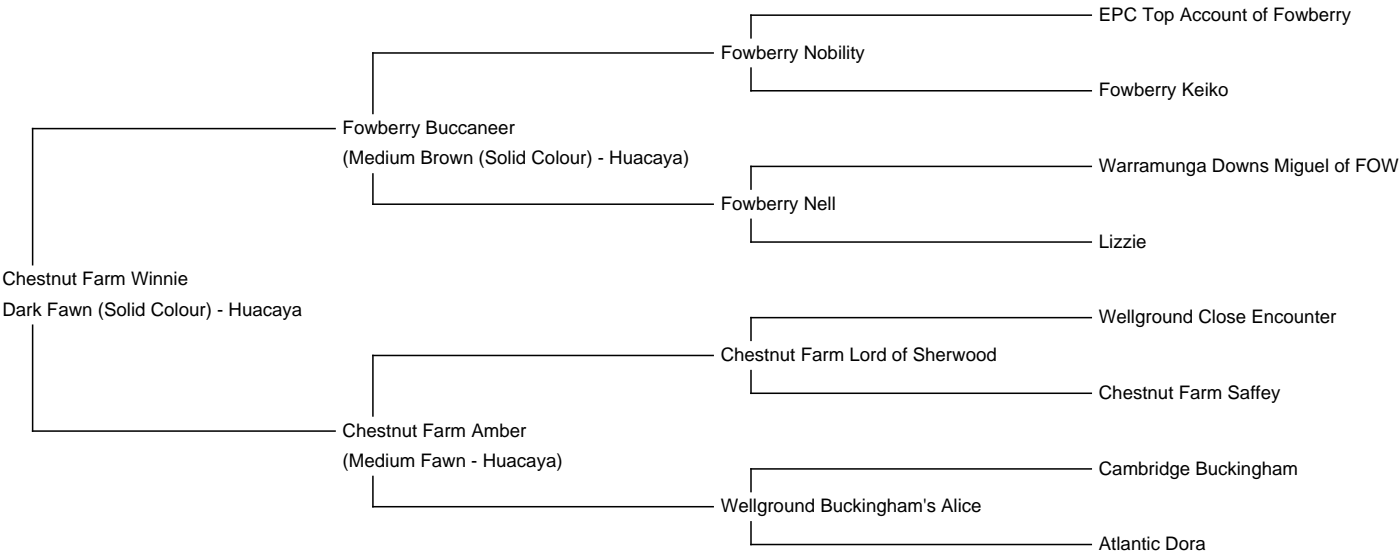 EPC Top Account of Fowberry
Fowberry Nobility
Fowberry Keiko
Fowberry Buccaneer
(Medium Brown (Solid Colour) - Huacaya)
Warramunga Downs Miguel of FOW
Fowberry Nell
Lizzie
Chestnut Farm Winnie
Dark Fawn (Solid Colour) - Huacaya
Wellground Close Encounter
Chestnut Farm Lord of Sherwood
Chestnut Farm Saffey
Chestnut Farm Amber
(Medium Fawn - Huacaya)
Cambridge Buckingham
Wellground Buckingham's Alice
Atlantic Dora